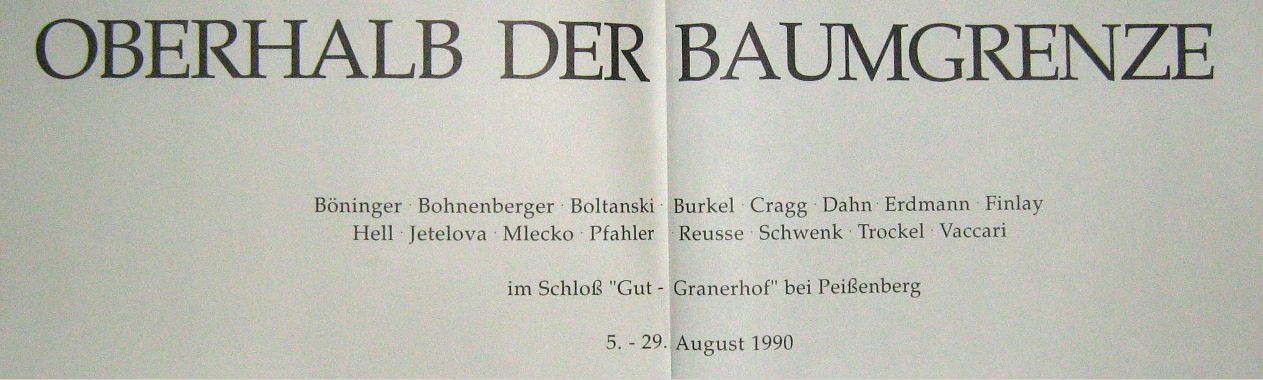 OBERHALB DER BAUMGRENZE
Böninger · Bohnenberger · Boltanski · Burkel · Cragg · Dahn · Erdmann · Finlay
Hell · Jetelova · Mlecko · Pfahler · Reusse · Schwenk · Trockel · Vaccari
im Schloß "Gut - Granerhof" bei Peißenberg
5. - 29. August 1990